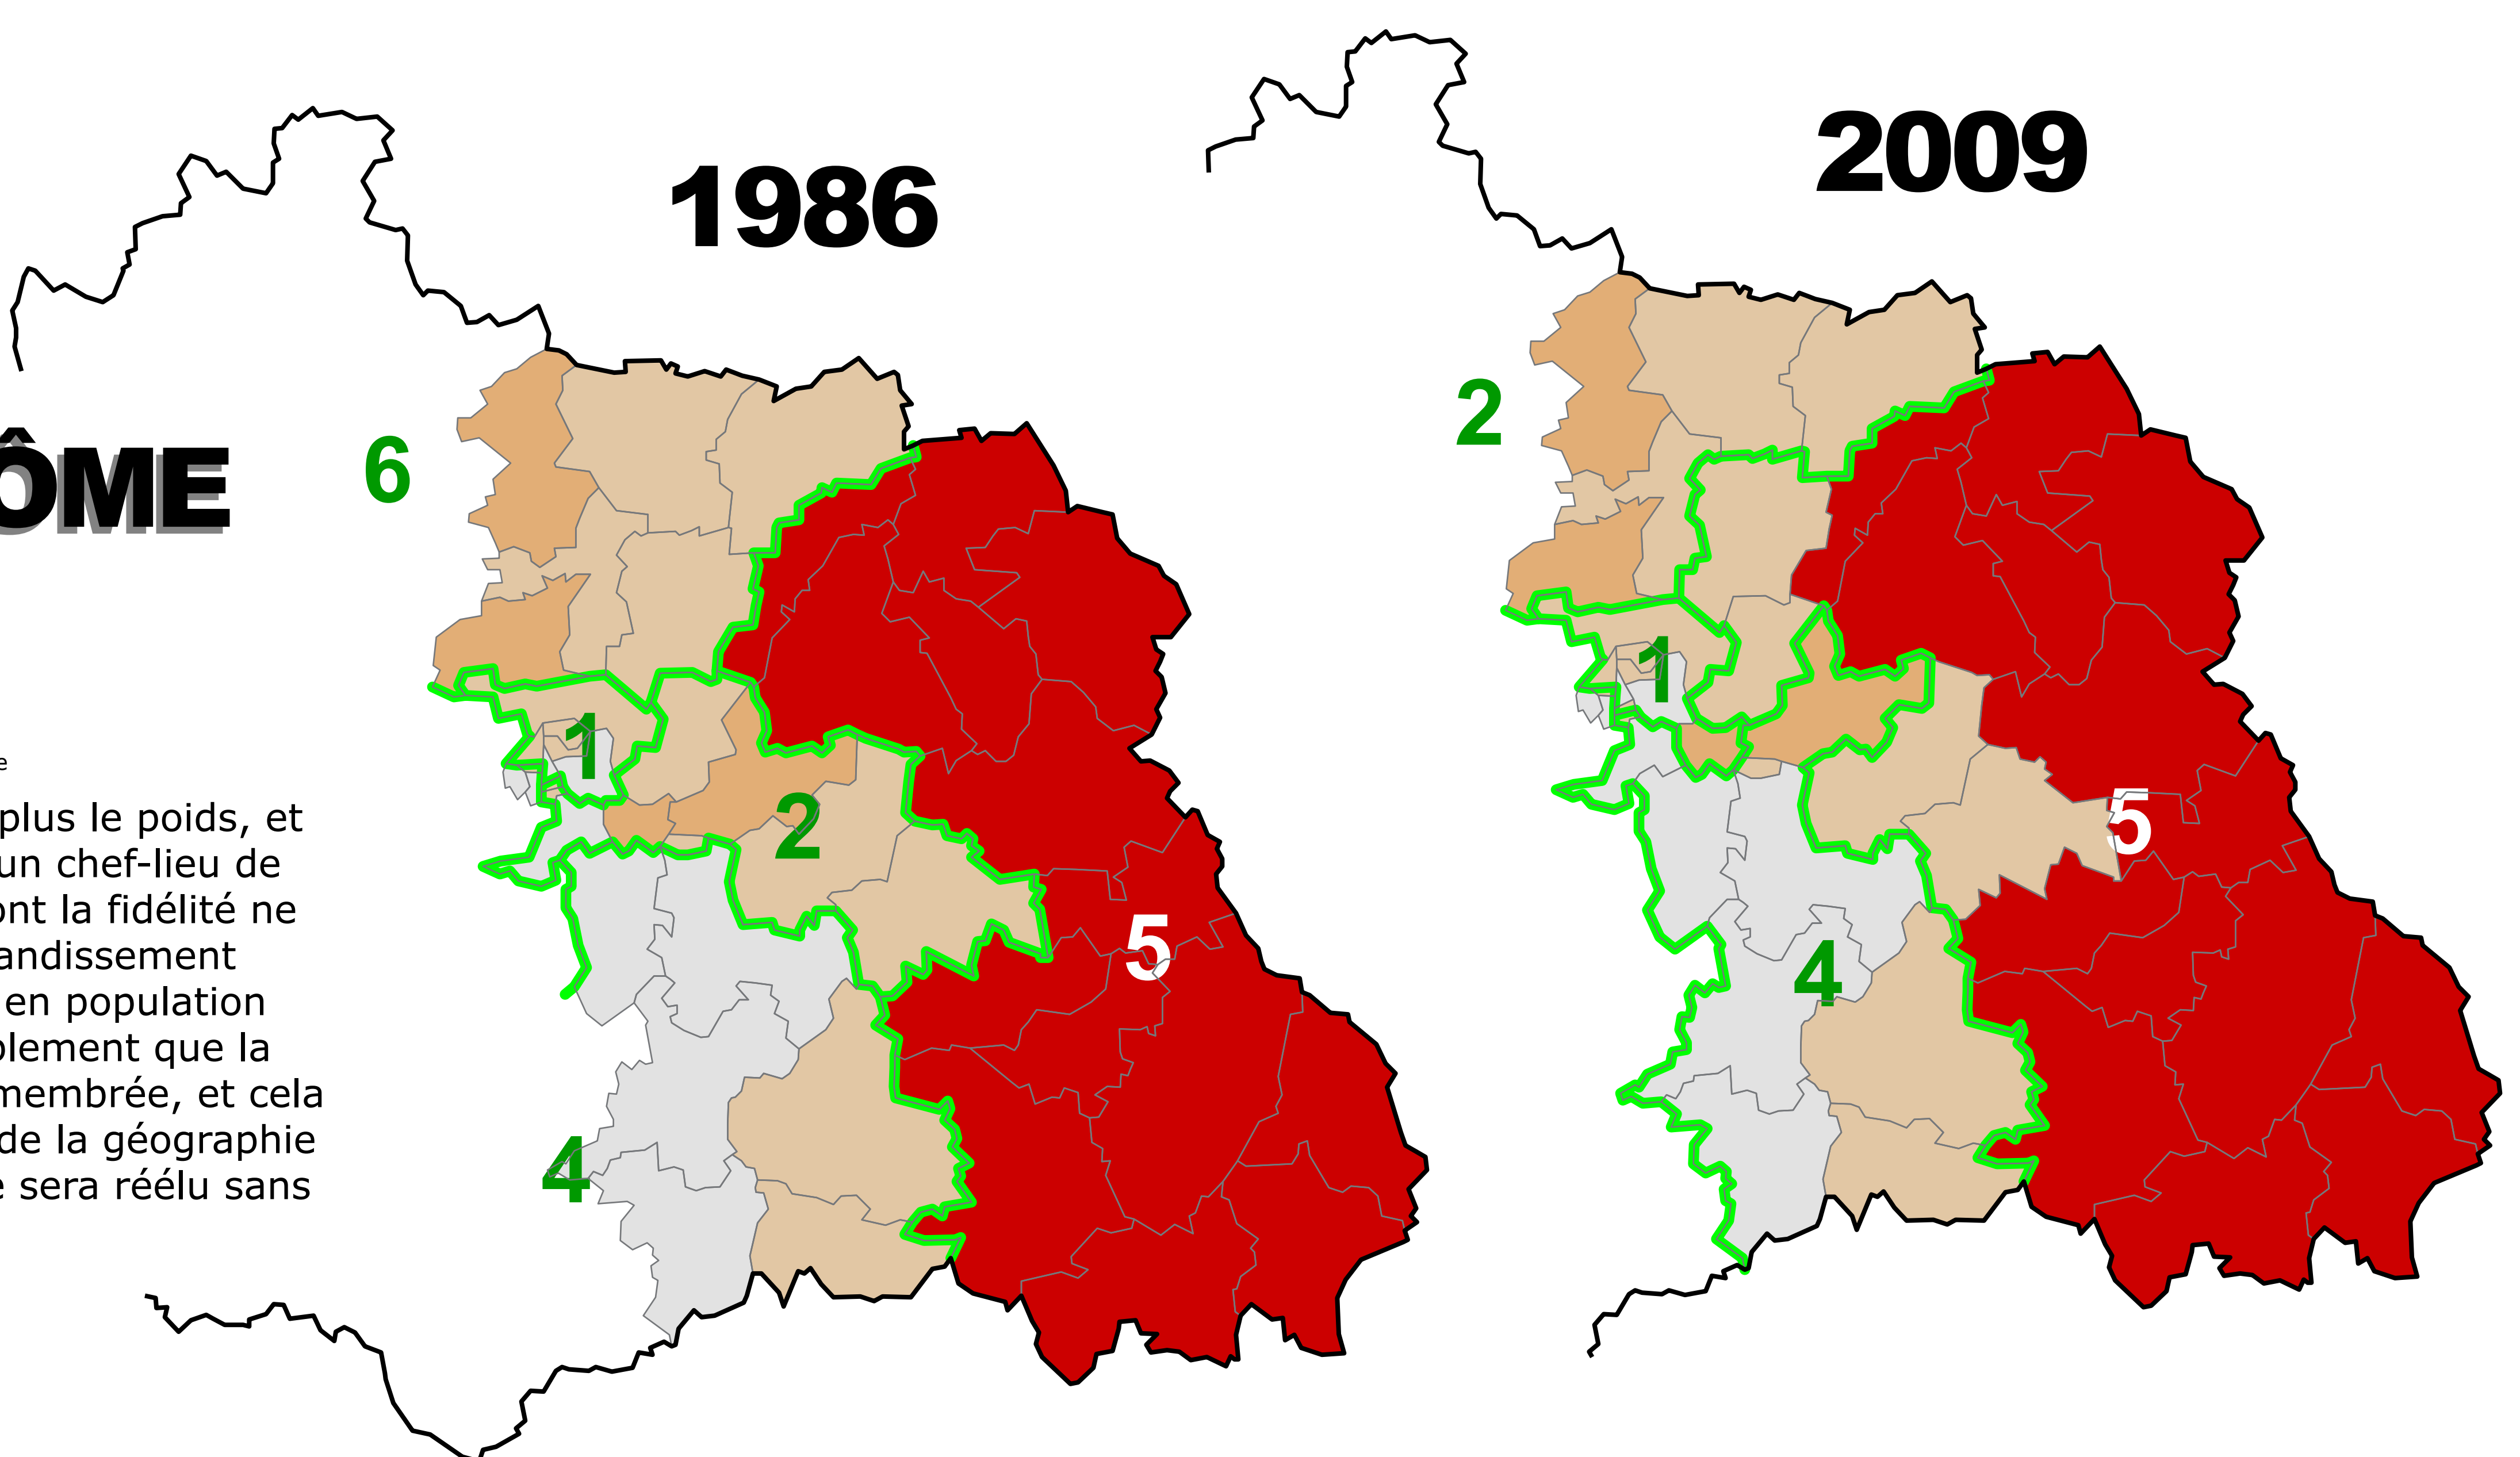 1986
2009
6
2
ÔME
1
1
e
plus le poids, et
un chef-lieu de
ont la fidélité ne
andissement
en population
blement que la
membrée, et cela
de la géographie
e sera réélu sans
2
5
5
4
4